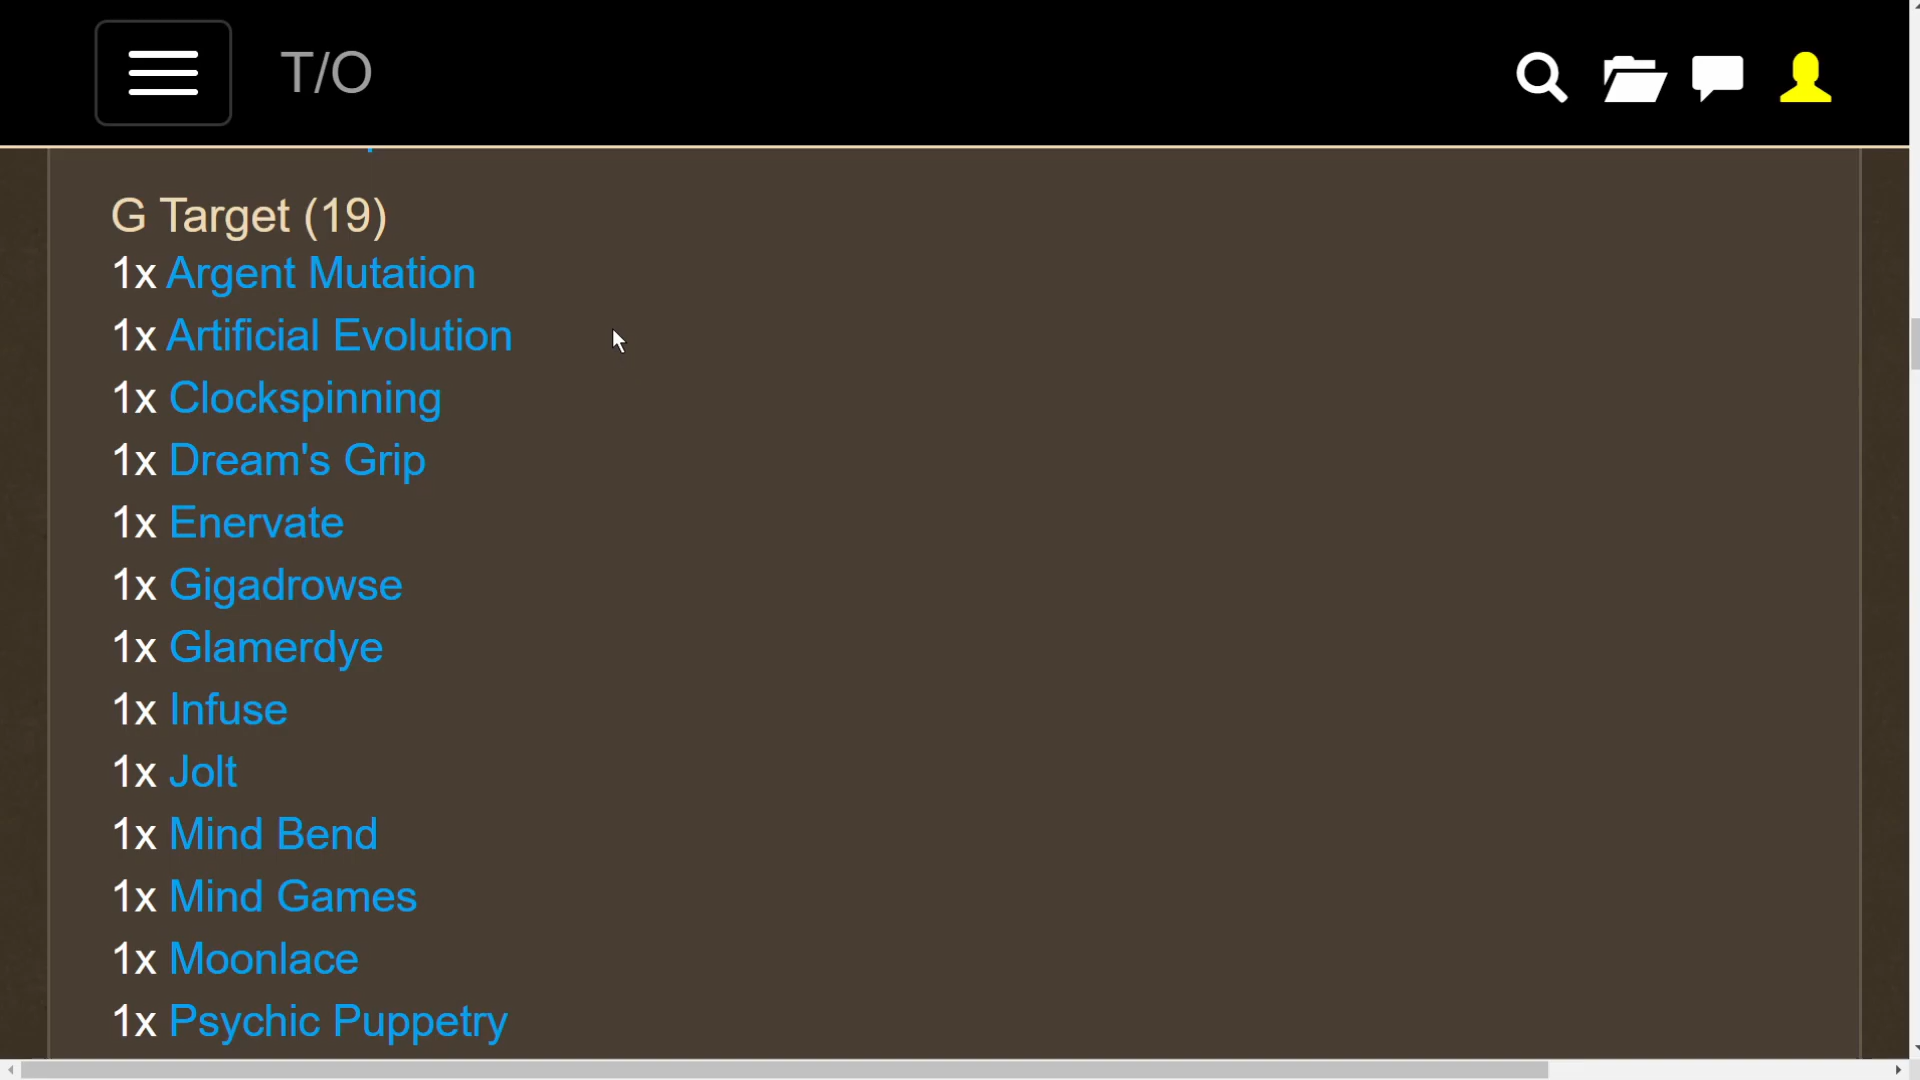 T/O
G Target (19)
1x Argent Mutation
1x Artificial Evolution
1x Clockspinning
1x Dream's Grip
1x Enervate
1x Gigadrowse
1x Glamerdye
1x Infuse
1x Jolt
1x Mind Bend
1x Mind Games
1x Moonlace
1x Psychic Puppetry